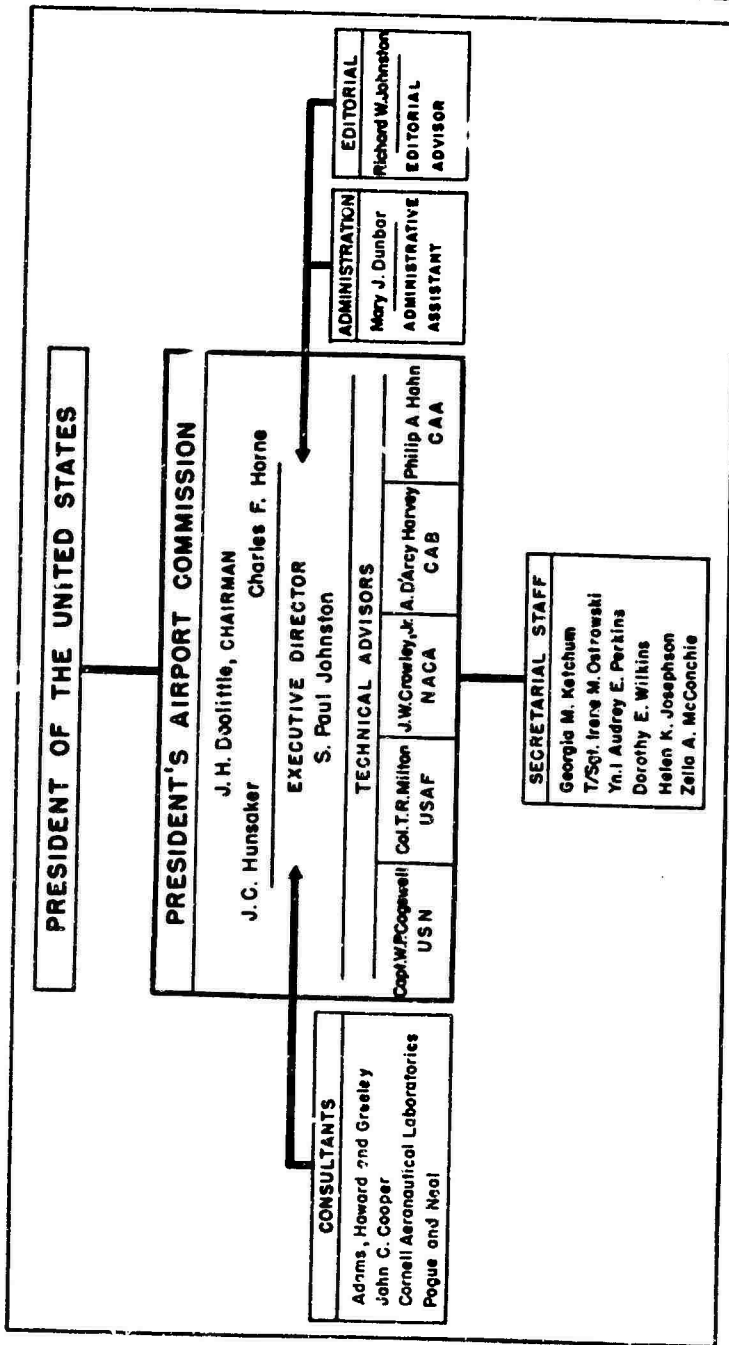 PRESIDENT OF THE UNITED STATES
PRESIDENT'S AIRPORT COMMISSION
J.H. Doolittle, CHAIRMAN
J.C. Hunsaker
Charles F. Horne
EXECUTIVE DIRECTOR
S. Paul Johnston
TECHNICAL ADVISORS
Capt.W.P.Cogswell
USN
Col.T.R.Milton
USAF
J.W.Crowley,Jr.
NACA
A.D'Arcy Harvey
CAB
Philip A Hahn
CAA
CONSULTANTS
Adams, Howard and Greeley
John C. Cooper
Cornell Aeronautical Laboratories
Pogue and Neal
ADMINISTRATION
Mary J. Dunbar
ADMINISTRATIVE
ASSISTANT
EDITORIAL
Richard W.Johnston
EDITORIAL
ADVISOR
SECRETARIAL STAFF
Georgia M. Ketchum
T/Sgt. Irene M. Ostrowski
Yn.1 Audrey E. Perkins
Dorothy E. Wilkins
Helen K. Josephson
Zella A. McConchie